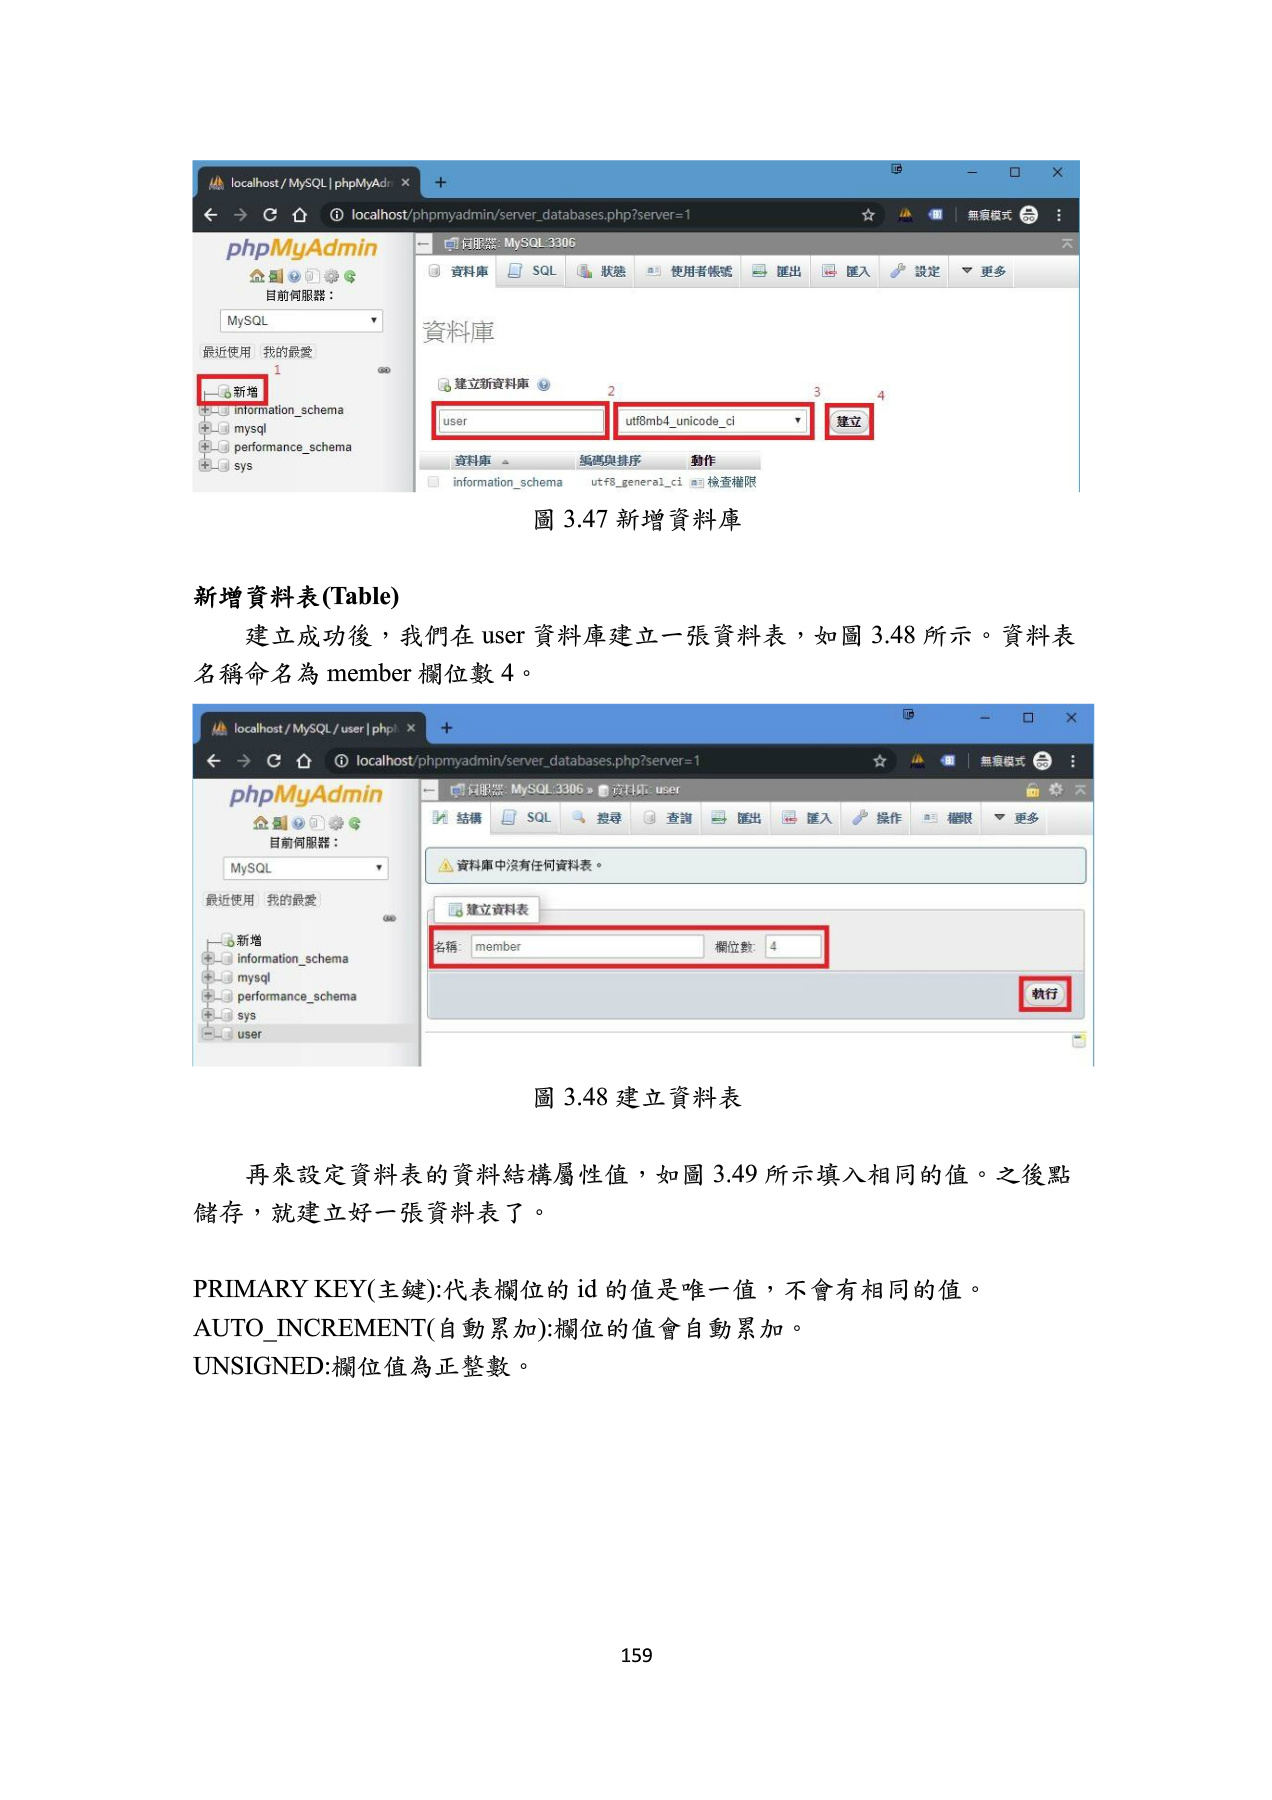 localhost / MySQL | phpMyAdn
localhost/phpmyadmin/server_databases.php?server=1
無痕模式
phpMyAdmin
目前伺服器：
MySQL
最近使用 我的最愛
1
新增
information_schema
mysql
performance_schema
sys
伺服器: MySQL:3306
資料庫 SQL 狀態 使用者帳號 匯出 匯入 設定 更多
資料庫
建立新資料庫
2 3 4
user utf8mb4_unicode_ci 建立
資料庫 編碼與排序 動作
information_schema utf8_general_ci 檢查權限
圖 3.47 新增資料庫
新增資料表(Table)
建立成功後，我們在 user 資料庫建立一張資料表，如圖 3.48 所示。資料表
名稱命名為 member 欄位數 4。
localhost / MySQL / user | php
localhost/phpmyadmin/server_databases.php?server=1
無痕模式
phpMyAdmin
目前伺服器：
MySQL
最近使用 我的最愛
新增
information_schema
mysql
performance_schema
sys
user
伺服器: MySQL:3306 » 資料庫: user
結構 SQL 搜尋 查詢 匯出 匯入 操作 權限 更多
資料庫中沒有任何資料表。
建立資料表
名稱: member 欄位數: 4
執行
圖 3.48 建立資料表
再來設定資料表的資料結構屬性值，如圖 3.49 所示填入相同的值。之後點
儲存，就建立好一張資料表了。
PRIMARY KEY(主鍵):代表欄位的 id 的值是唯一值，不會有相同的值。
AUTO_INCREMENT(自動累加):欄位的值會自動累加。
UNSIGNED:欄位值為正整數。
159